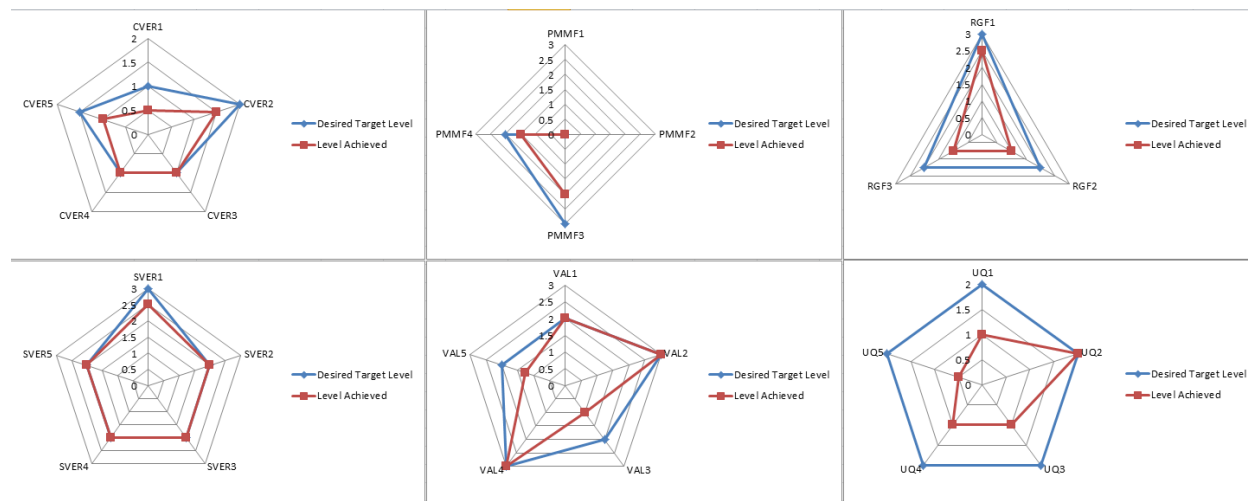 CVER1
2
1.5
1
0.5
0
CVER5
CVER2
CVER4
CVER3
Desired Target Level
Level Achieved
PMMF1
3
2.5
2
1.5
1
0.5
0
PMMF4
PMMF2
PMMF3
Desired Target Level
Level Achieved
RGF1
3
2.5
2
1.5
1
0.5
0
RGF3
RGF2
Desired Target Level
Level Achieved
SVER1
3
2.5
2
1.5
1
0.5
0
SVER5
SVER2
SVER4
SVER3
Desired Target Level
Level Achieved
VAL1
3
2.5
2
1.5
1
0.5
0
VAL5
VAL2
VAL4
VAL3
Desired Target Level
Level Achieved
UQ1
2
1.5
1
0.5
0
UQ5
UQ2
UQ4
UQ3
Desired Target Level
Level Achieved